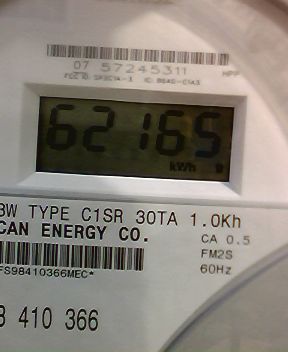 07 57245311
62165
kWh
3W TYPE C1SR 30TA 1.0Kh
CAN ENERGY CO.
CA 0.5
FM2S
60Hz
FS98410366MEC*
410 366